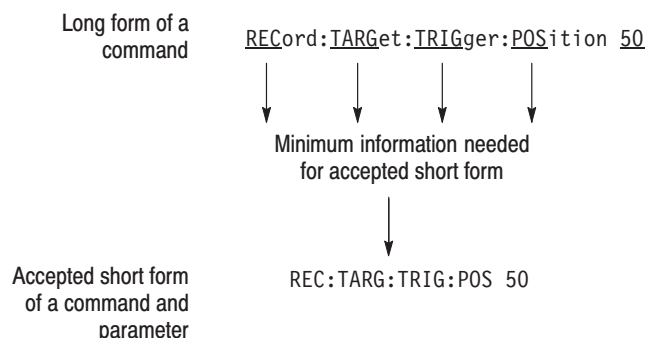 Long form of a
command
RECord:TARGet:TRIGger:POSition 50
Minimum information needed
for accepted short form
Accepted short form
of a command and
parameter
REC:TARG:TRIG:POS 50